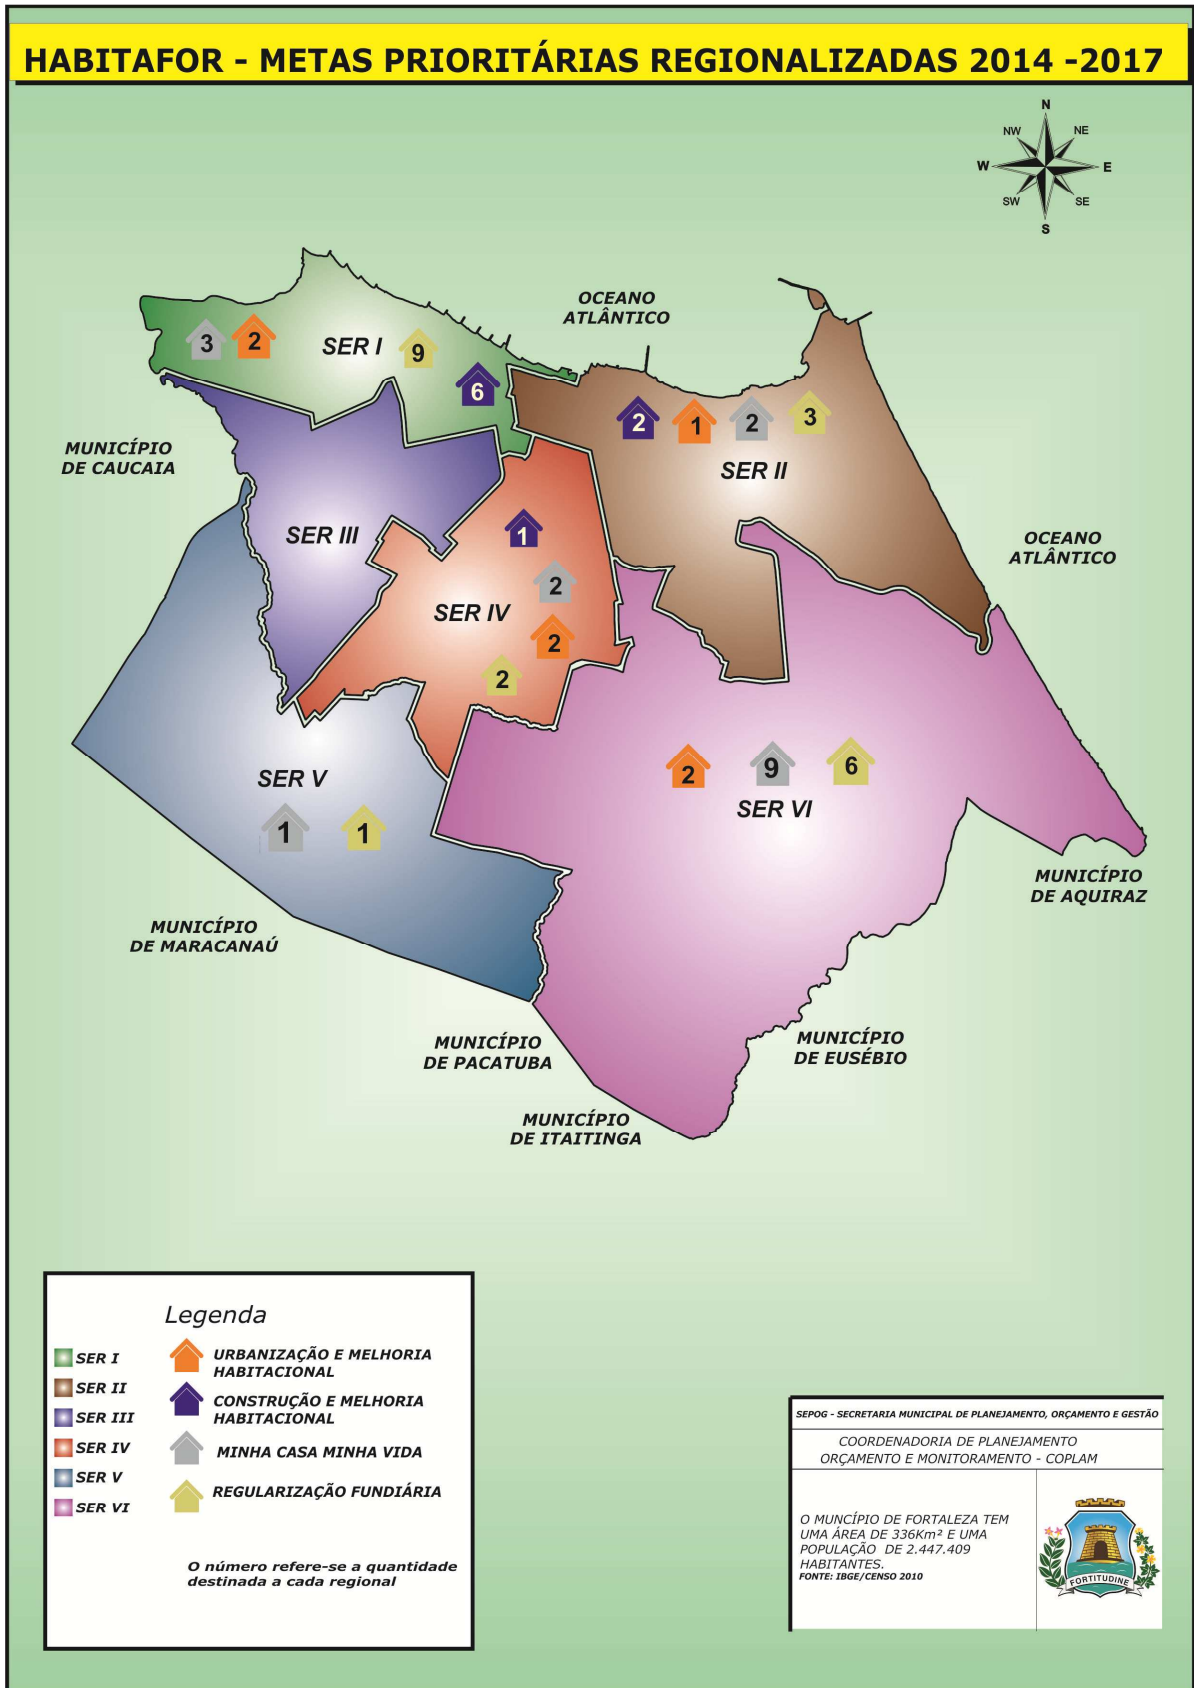 HABITAFOR - METAS PRIORITÁRIAS REGIONALIZADAS 2014 -2017
N
NW
NE
W
E
SW
SE
S
OCEANO
ATLÂNTICO
3
2
SER I
9
6
2
1
2
3
SER II
MUNICÍPIO
DE CAUCAIA
SER III
1
OCEANO
ATLÂNTICO
2
SER IV
2
2
SER V
1
1
2
9
6
SER VI
MUNICÍPIO
DE AQUIRAZ
MUNICÍPIO
DE MARACANAÚ
MUNICÍPIO
DE PACATUBA
MUNICÍPIO
DE EUSÉBIO
MUNICÍPIO
DE ITAITINGA
Legenda
SER I
SER II
SER III
SER IV
SER V
SER VI
URBANIZAÇÃO E MELHORIA
HABITACIONAL
CONSTRUÇÃO E MELHORIA
HABITACIONAL
MINHA CASA MINHA VIDA
REGULARIZAÇÃO FUNDIÁRIA
O número refere-se a quantidade
destinada a cada regional
SEPOG - SECRETARIA MUNICIPAL DE PLANEJAMENTO, ORÇAMENTO E GESTÃO
COORDENADORIA DE PLANEJAMENTO
ORÇAMENTO E MONITORAMENTO - COPLAM
O MUNCÍPIO DE FORTALEZA TEM
UMA ÁREA DE 336Km² E UMA
POPULAÇÃO DE 2.447.409
HABITANTES.
FONTE: IBGE/CENSO 2010
FORTITUDINE